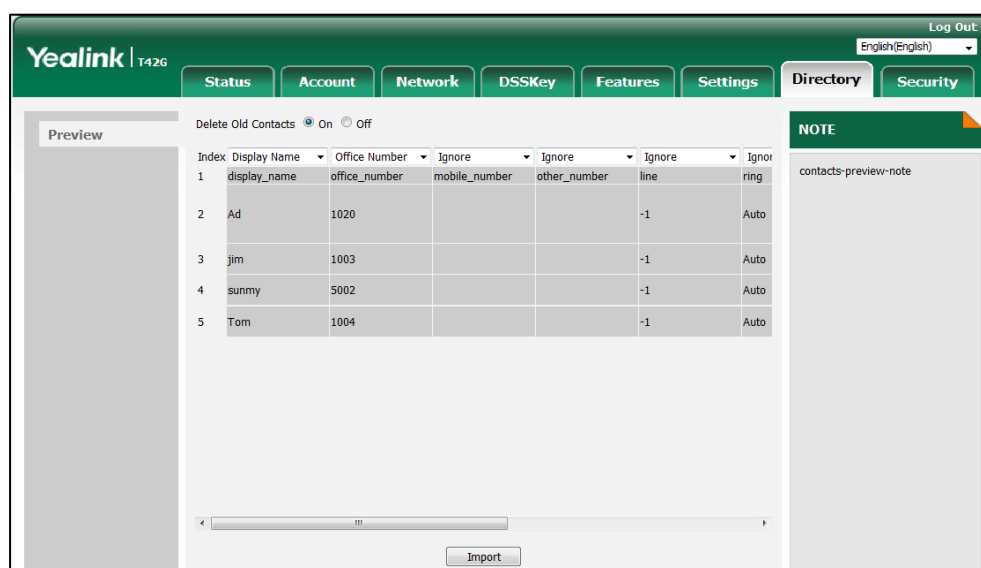 Log Out
Yealink | T42G
English(English)
Status Account Network DSSKey Features Settings Directory Security
Preview
Delete Old Contacts On Off
NOTE
Index Display Name Office Number Ignore Ignore Ignore Ignor
contacts-preview-note
1 display_name office_number mobile_number other_number line ring
2 Ad 1020 -1 Auto
3 jim 1003 -1 Auto
4 sunmy 5002 -1 Auto
5 Tom 1004 -1 Auto
Import